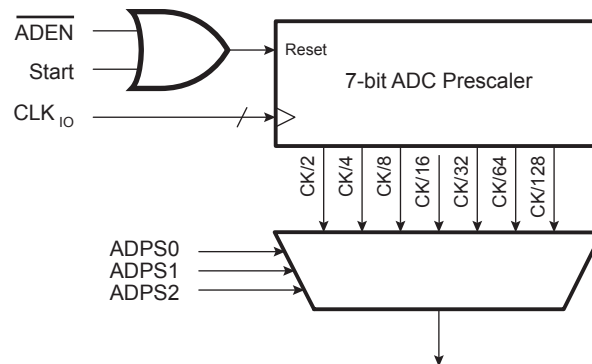 ADEN
Start
CLK IO
Reset
7-bit ADC Prescaler
CK/2
CK/4
CK/8
CK/16
CK/32
CK/64
CK/128
ADPS0
ADPS1
ADPS2